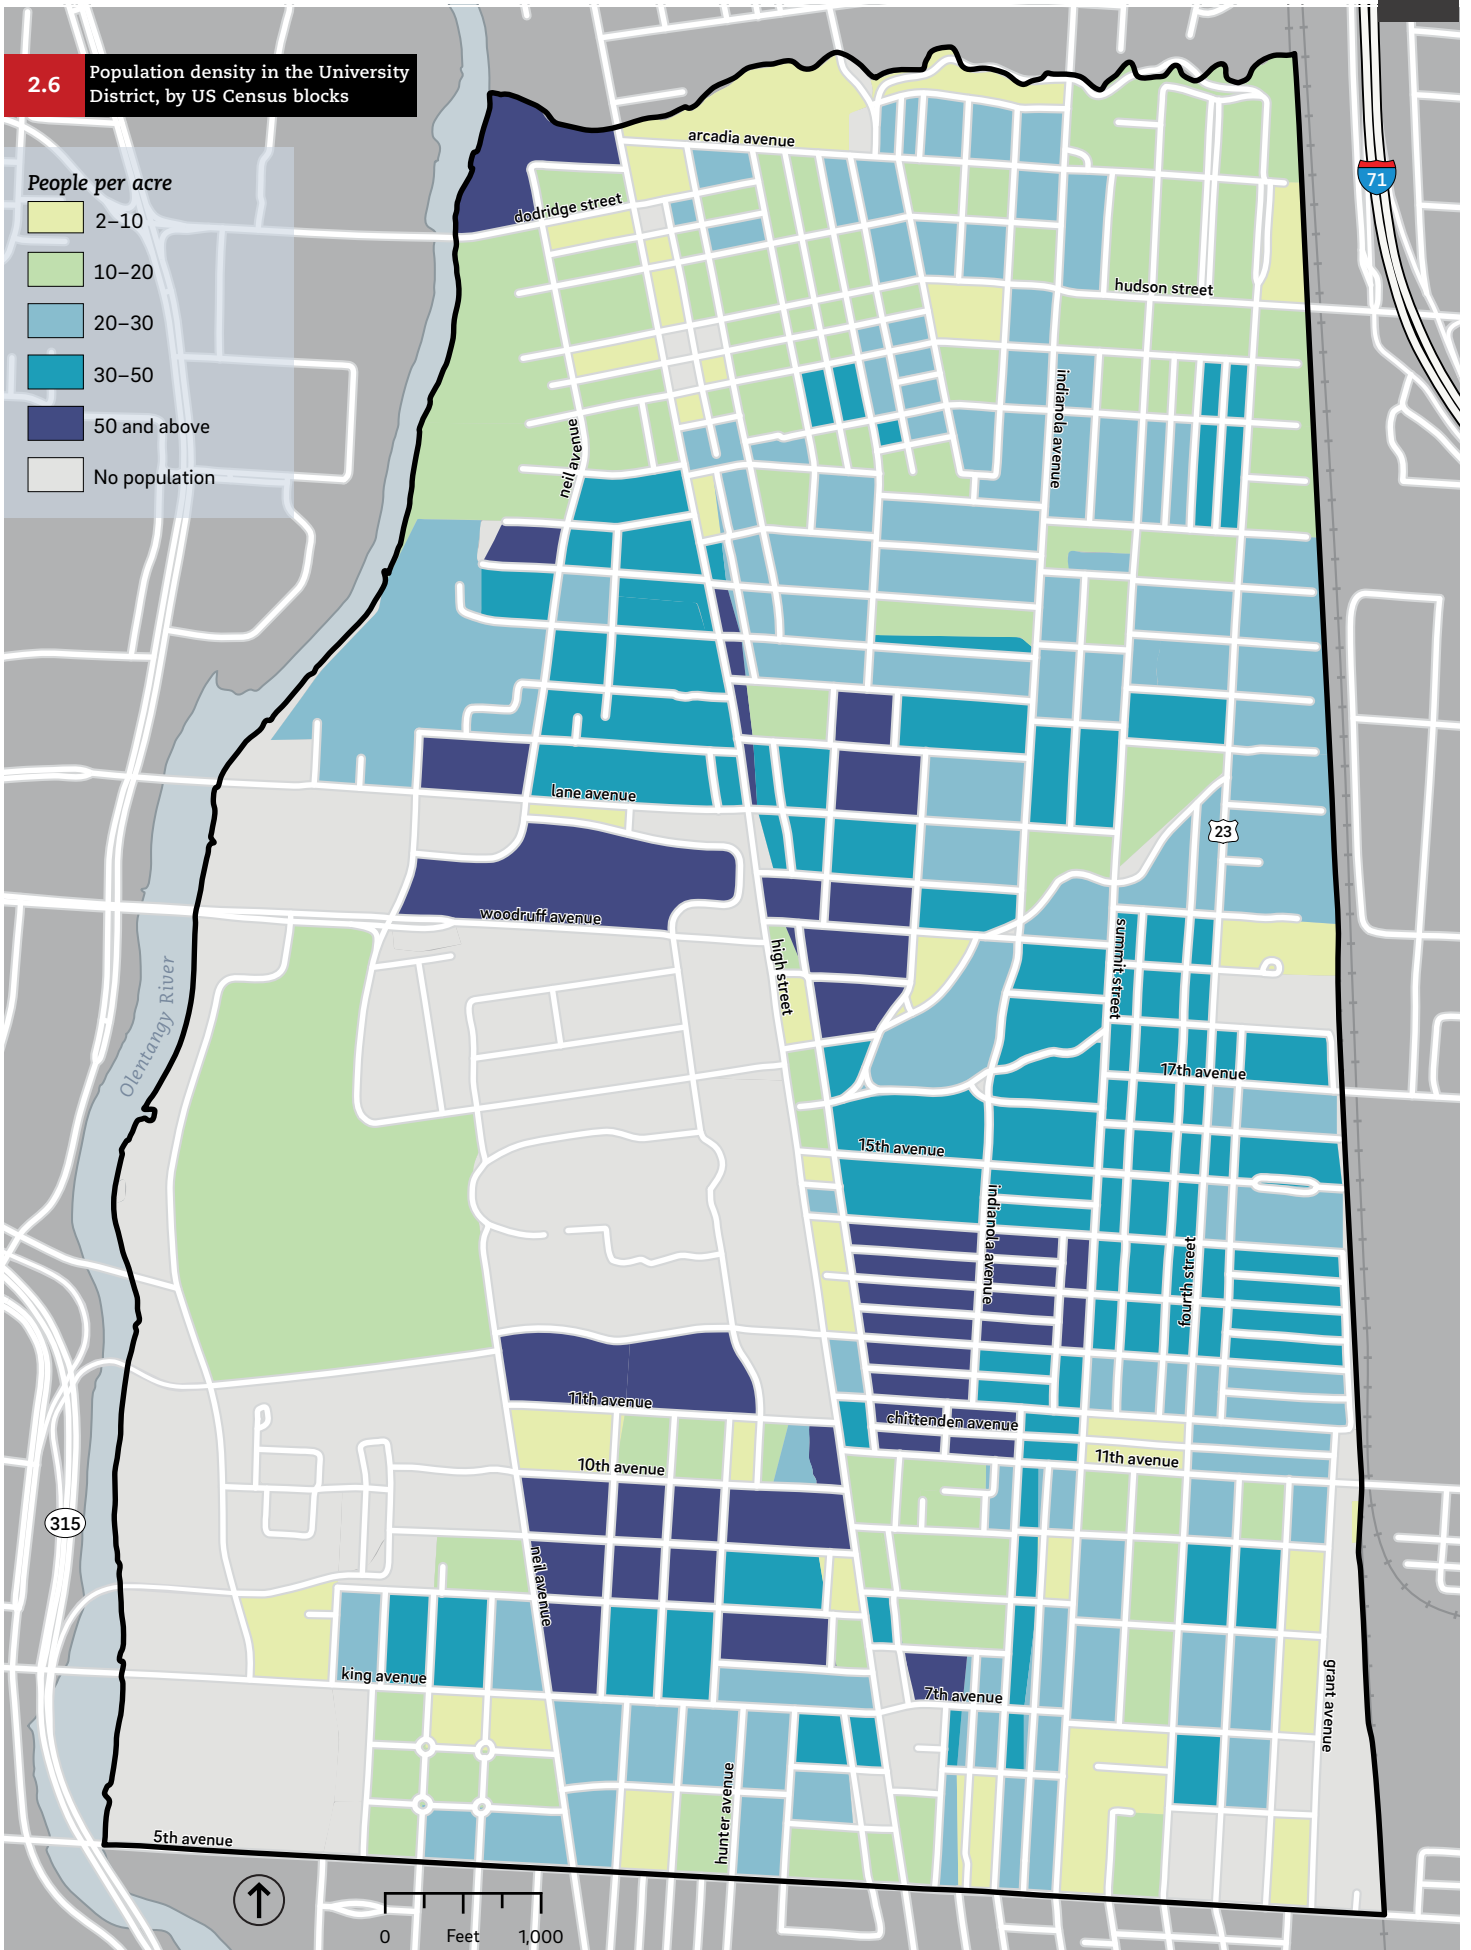 2.6
Population density in the University
District, by US Census blocks
People per acre
2–10
10–20
20–30
30–50
50 and above
No population
arcadia avenue
71
dodridge street
hudson street
indianola avenue
neil avenue
lane avenue
23
woodruff avenue
summit street
high street
Olentangy River
17th avenue
15th avenue
indianola avenue
fourth street
11th avenue
chittenden avenue
11th avenue
10th avenue
315
neil avenue
king avenue
7th avenue
grant avenue
hunter avenue
5th avenue
0 Feet 1,000